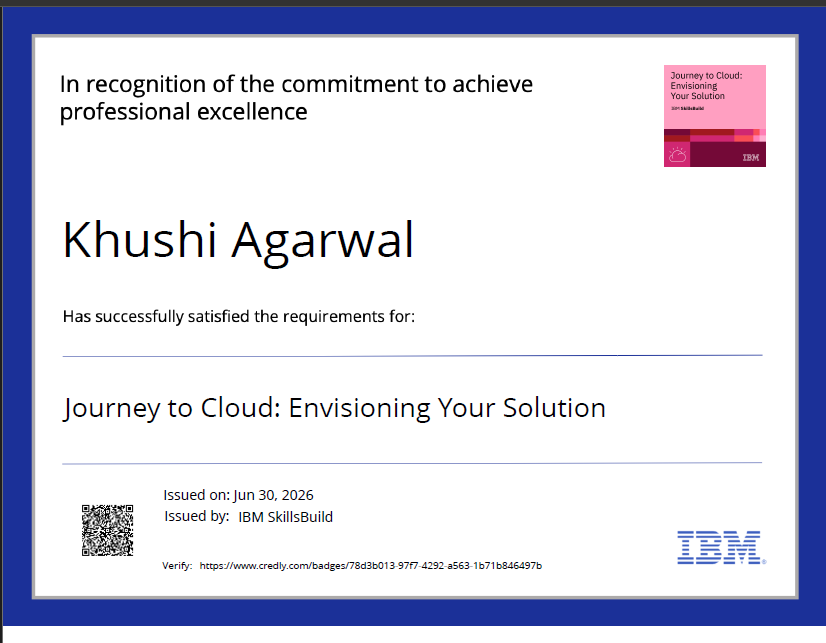 In recognition of the commitment to achieve
professional excellence
Journey to Cloud:
Envisioning
Your Solution
IBM SkillsBuild
IBM
Khushi Agarwal
Has successfully satisfied the requirements for:
Journey to Cloud: Envisioning Your Solution
Issued on: Jun 30, 2026
Issued by: IBM SkillsBuild
Verify: https://www.credly.com/badges/78d3b013-97f7-4292-a563-1b71b846497b
IBM